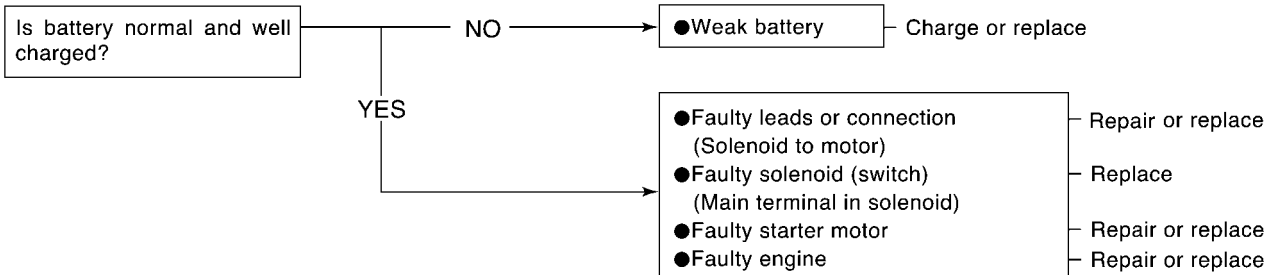 Is battery normal and well
charged?
NO
●Weak battery
Charge or replace
YES
●Faulty leads or connection
(Solenoid to motor)
Repair or replace
●Faulty solenoid (switch)
(Main terminal in solenoid)
Replace
●Faulty starter motor
Repair or replace
●Faulty engine
Repair or replace